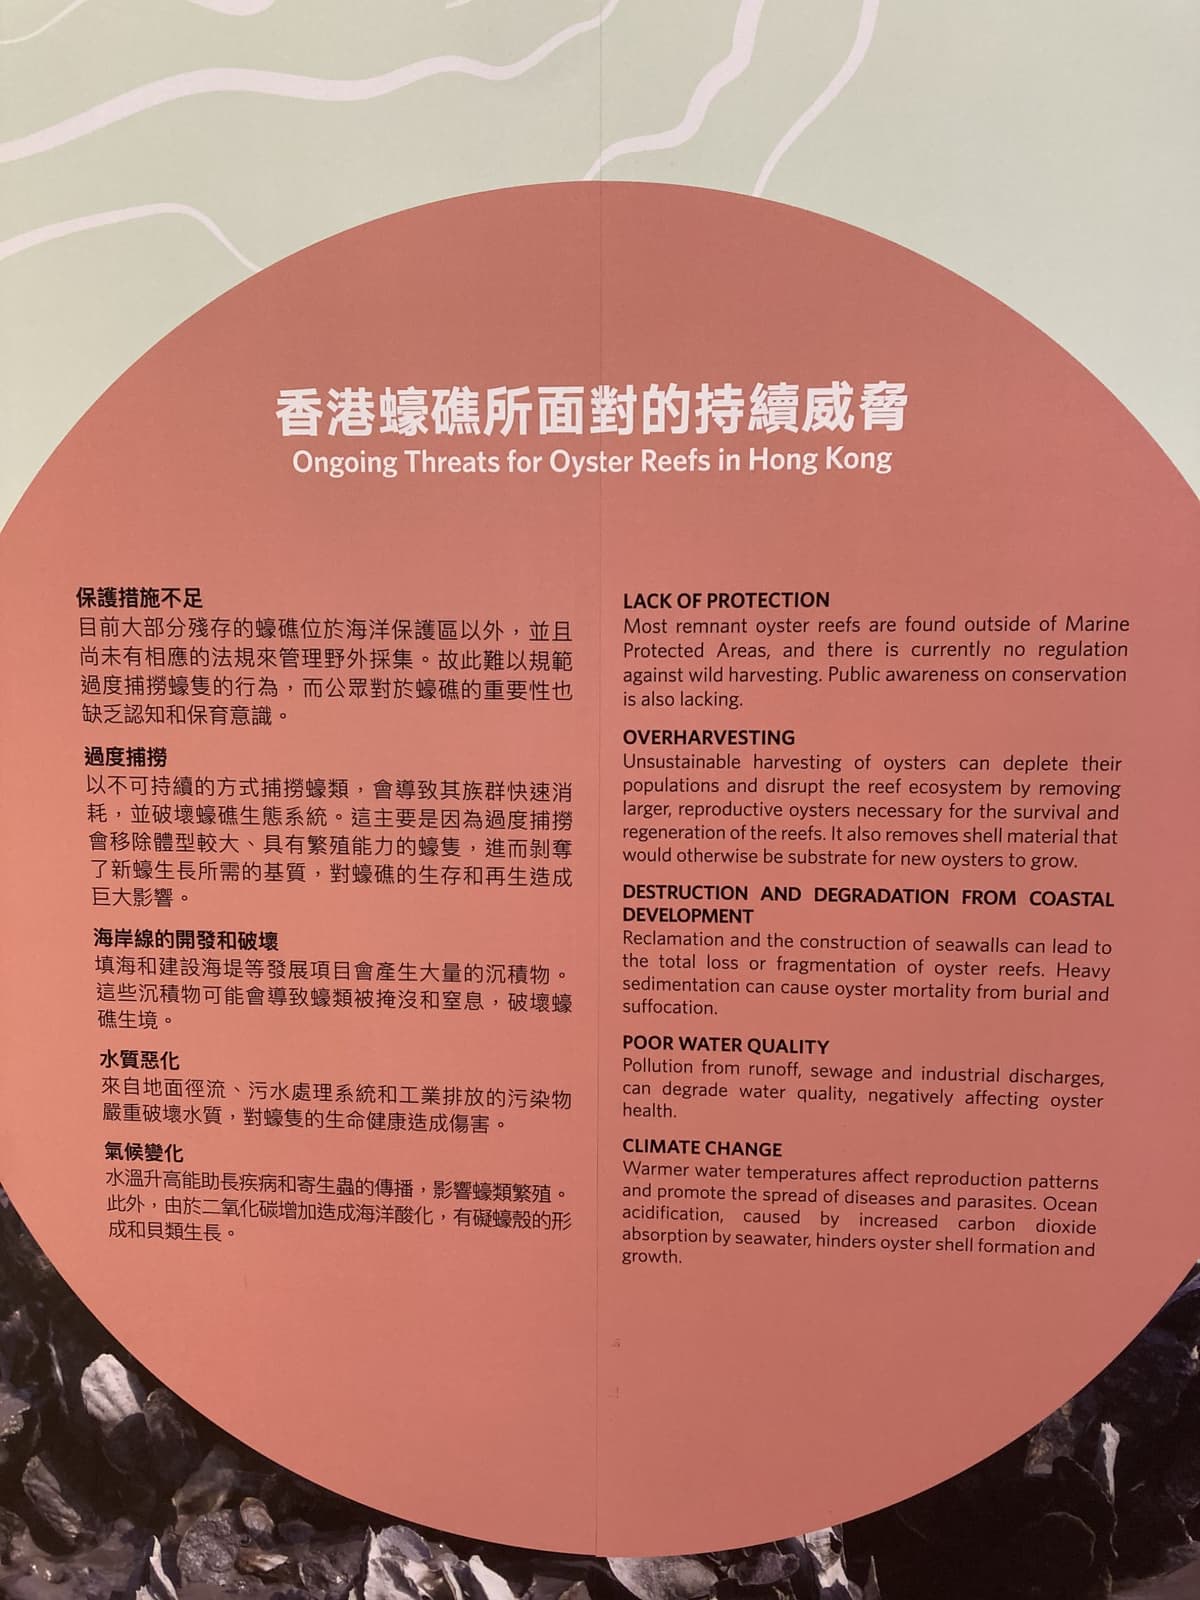 香港蠔礁所面對的持續威脅
Ongoing Threats for Oyster Reefs in Hong Kong
保護措施不足
目前大部分殘存的蠔礁位於海洋保護區以外，並且
尚未有相應的法規來管理野外採集。故此難以規範
過度捕撈蠔隻的行為，而公眾對於蠔礁的重要性也
缺乏認知和保育意識。
過度捕撈
以不可持續的方式捕撈蠔類，會導致其族群快速消
耗，並破壞蠔礁生態系統。這主要是因為過度捕撈
會移除體型較大、具有繁殖能力的蠔隻，進而剝奪
了新蠔生長所需的基質，對蠔礁的生存和再生造成
巨大影響。
海岸線的開發和破壞
填海和建設海堤等發展項目會產生大量的沉積物。
這些沉積物可能會導致蠔類被掩沒和窒息，破壞蠔
礁生境。
水質惡化
來自地面徑流、污水處理系統和工業排放的污染物
嚴重破壞水質，對蠔隻的生命健康造成傷害。
氣候變化
水溫升高能助長疾病和寄生蟲的傳播，影響蠔類繁殖。
此外，由於二氧化碳增加造成海洋酸化，有礙蠔殼的形
成和貝類生長。
LACK OF PROTECTION
Most remnant oyster reefs are found outside of Marine
Protected Areas, and there is currently no regulation
against wild harvesting. Public awareness on conservation
is also lacking.
OVERHARVESTING
Unsustainable harvesting of oysters can deplete their
populations and disrupt the reef ecosystem by removing
larger, reproductive oysters necessary for the survival and
regeneration of the reefs. It also removes shell material that
would otherwise be substrate for new oysters to grow.
DESTRUCTION AND DEGRADATION FROM COASTAL
DEVELOPMENT
Reclamation and the construction of seawalls can lead to
the total loss or fragmentation of oyster reefs. Heavy
sedimentation can cause oyster mortality from burial and
suffocation.
POOR WATER QUALITY
Pollution from runoff, sewage and industrial discharges,
can degrade water quality, negatively affecting oyster
health.
CLIMATE CHANGE
Warmer water temperatures affect reproduction patterns
and promote the spread of diseases and parasites. Ocean
acidification, caused by increased carbon dioxide
absorption by seawater, hinders oyster shell formation and
growth.